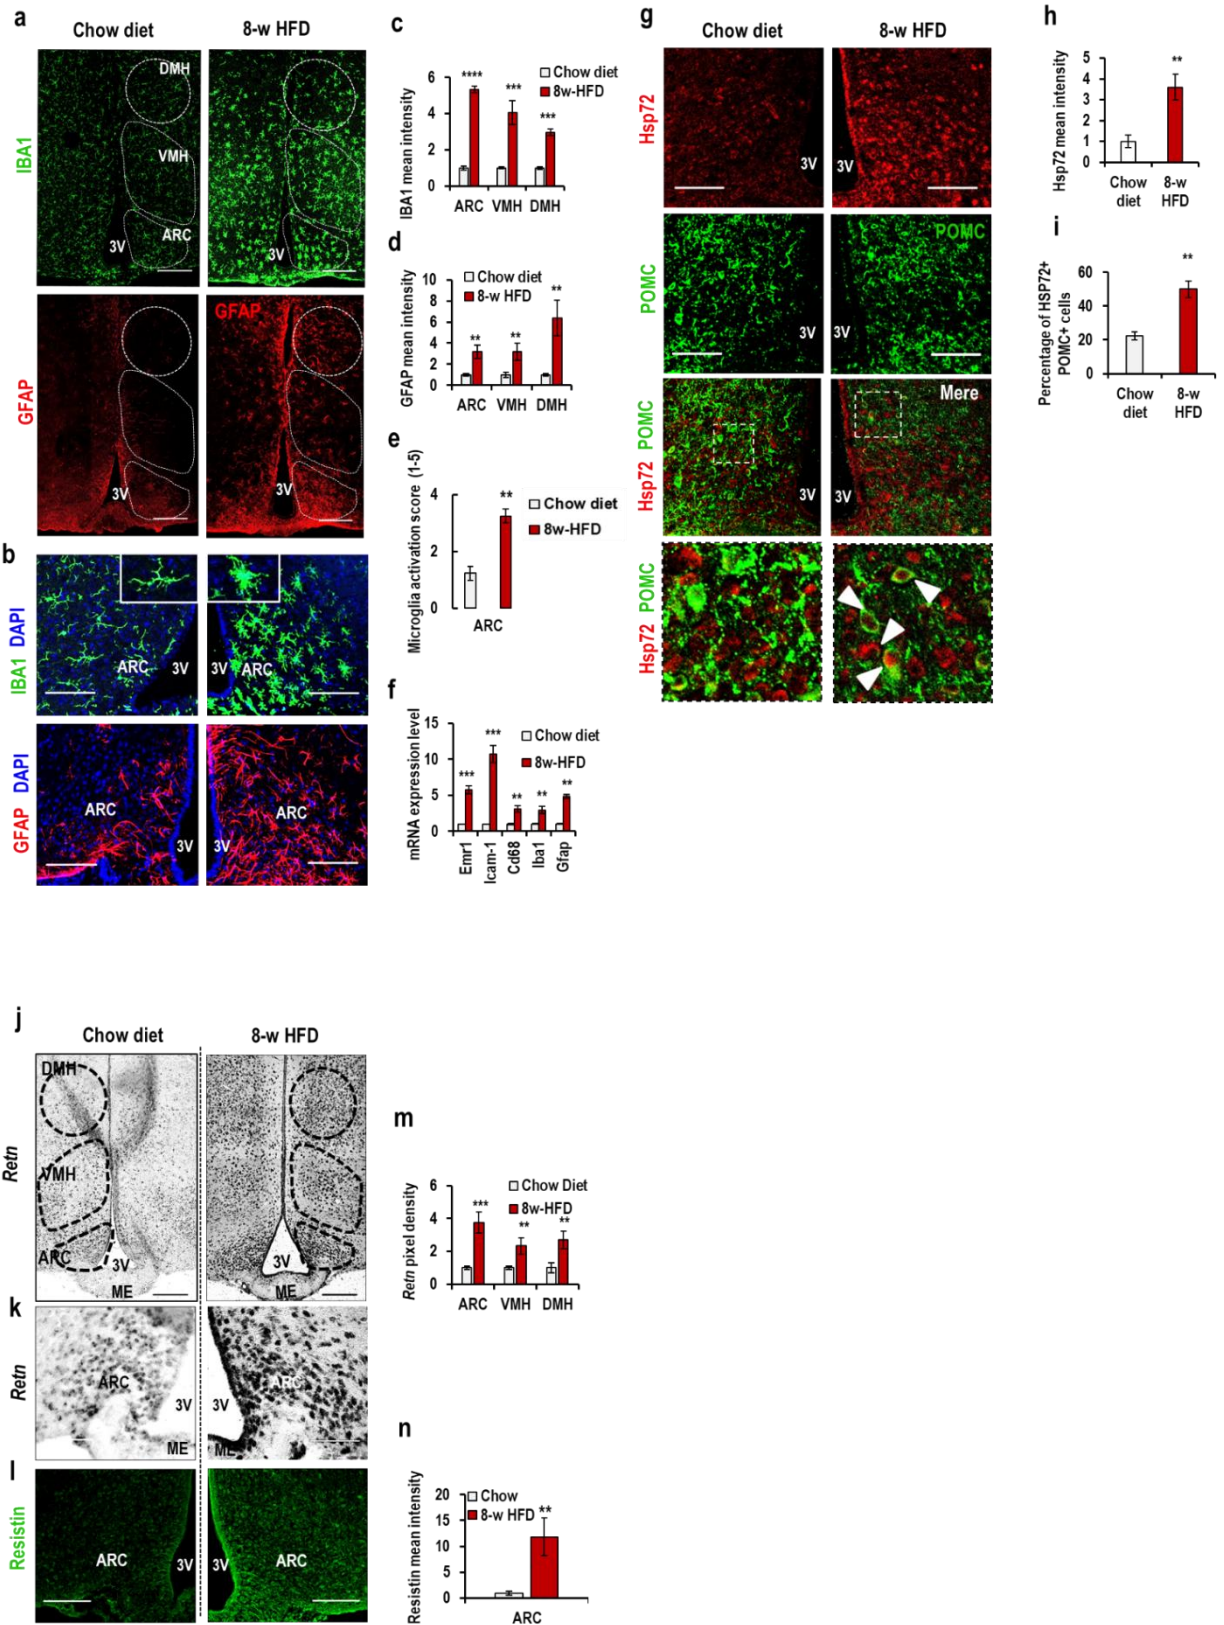 a
Chow diet
8-w HFD
IBA1
DMH
VMH
ARC
3V
3V
GFAP
GFAP
3V
3V
b
IBA1 DAPI
ARC
3V
3V
ARC
GFAP DAPI
ARC
3V
3V
ARC
c
IBA1 mean intensity
Chow diet
8w-HFD
6
4
2
0
****
***
***
ARC VMH DMH
d
GFAP mean intensity
Chow diet
8-w HFD
10
8
6
4
2
0
**
**
**
ARC VMH DMH
e
Microglia activation score (1-5)
4
2
0
**
Chow diet
8w-HFD
ARC
f
mRNA expression level
15
10
5
0
Chow diet
8w-HFD
***
***
**
**
**
Emr1
Icam-1
Cd68
Iba1
Gfap
g
Chow diet
8-w HFD
Hsp72
3V
3V
POMC
POMC
3V
3V
Hsp72 POMC
Mere
3V
3V
Hsp72 POMC
h
Hsp72 mean intensity
5
4
3
2
1
0
**
Chow diet
8-w HFD
i
Percentage of HSP72+ POMC+ cells
60
40
20
0
**
Chow diet
8-w HFD
j
Chow diet
8-w HFD
Retn
DMH
VMH
ARC
3V
ME
3V
ME
k
Retn
ARC
3V
ME
3V
ARC
ME
l
Resistin
ARC
3V
3V
ARC
m
Retn pixel density
6
4
2
0
Chow Diet
8w-HFD
***
**
**
ARC VMH DMH
n
Resistin mean intensity
20
15
10
5
0
Chow
8-w HFD
**
ARC